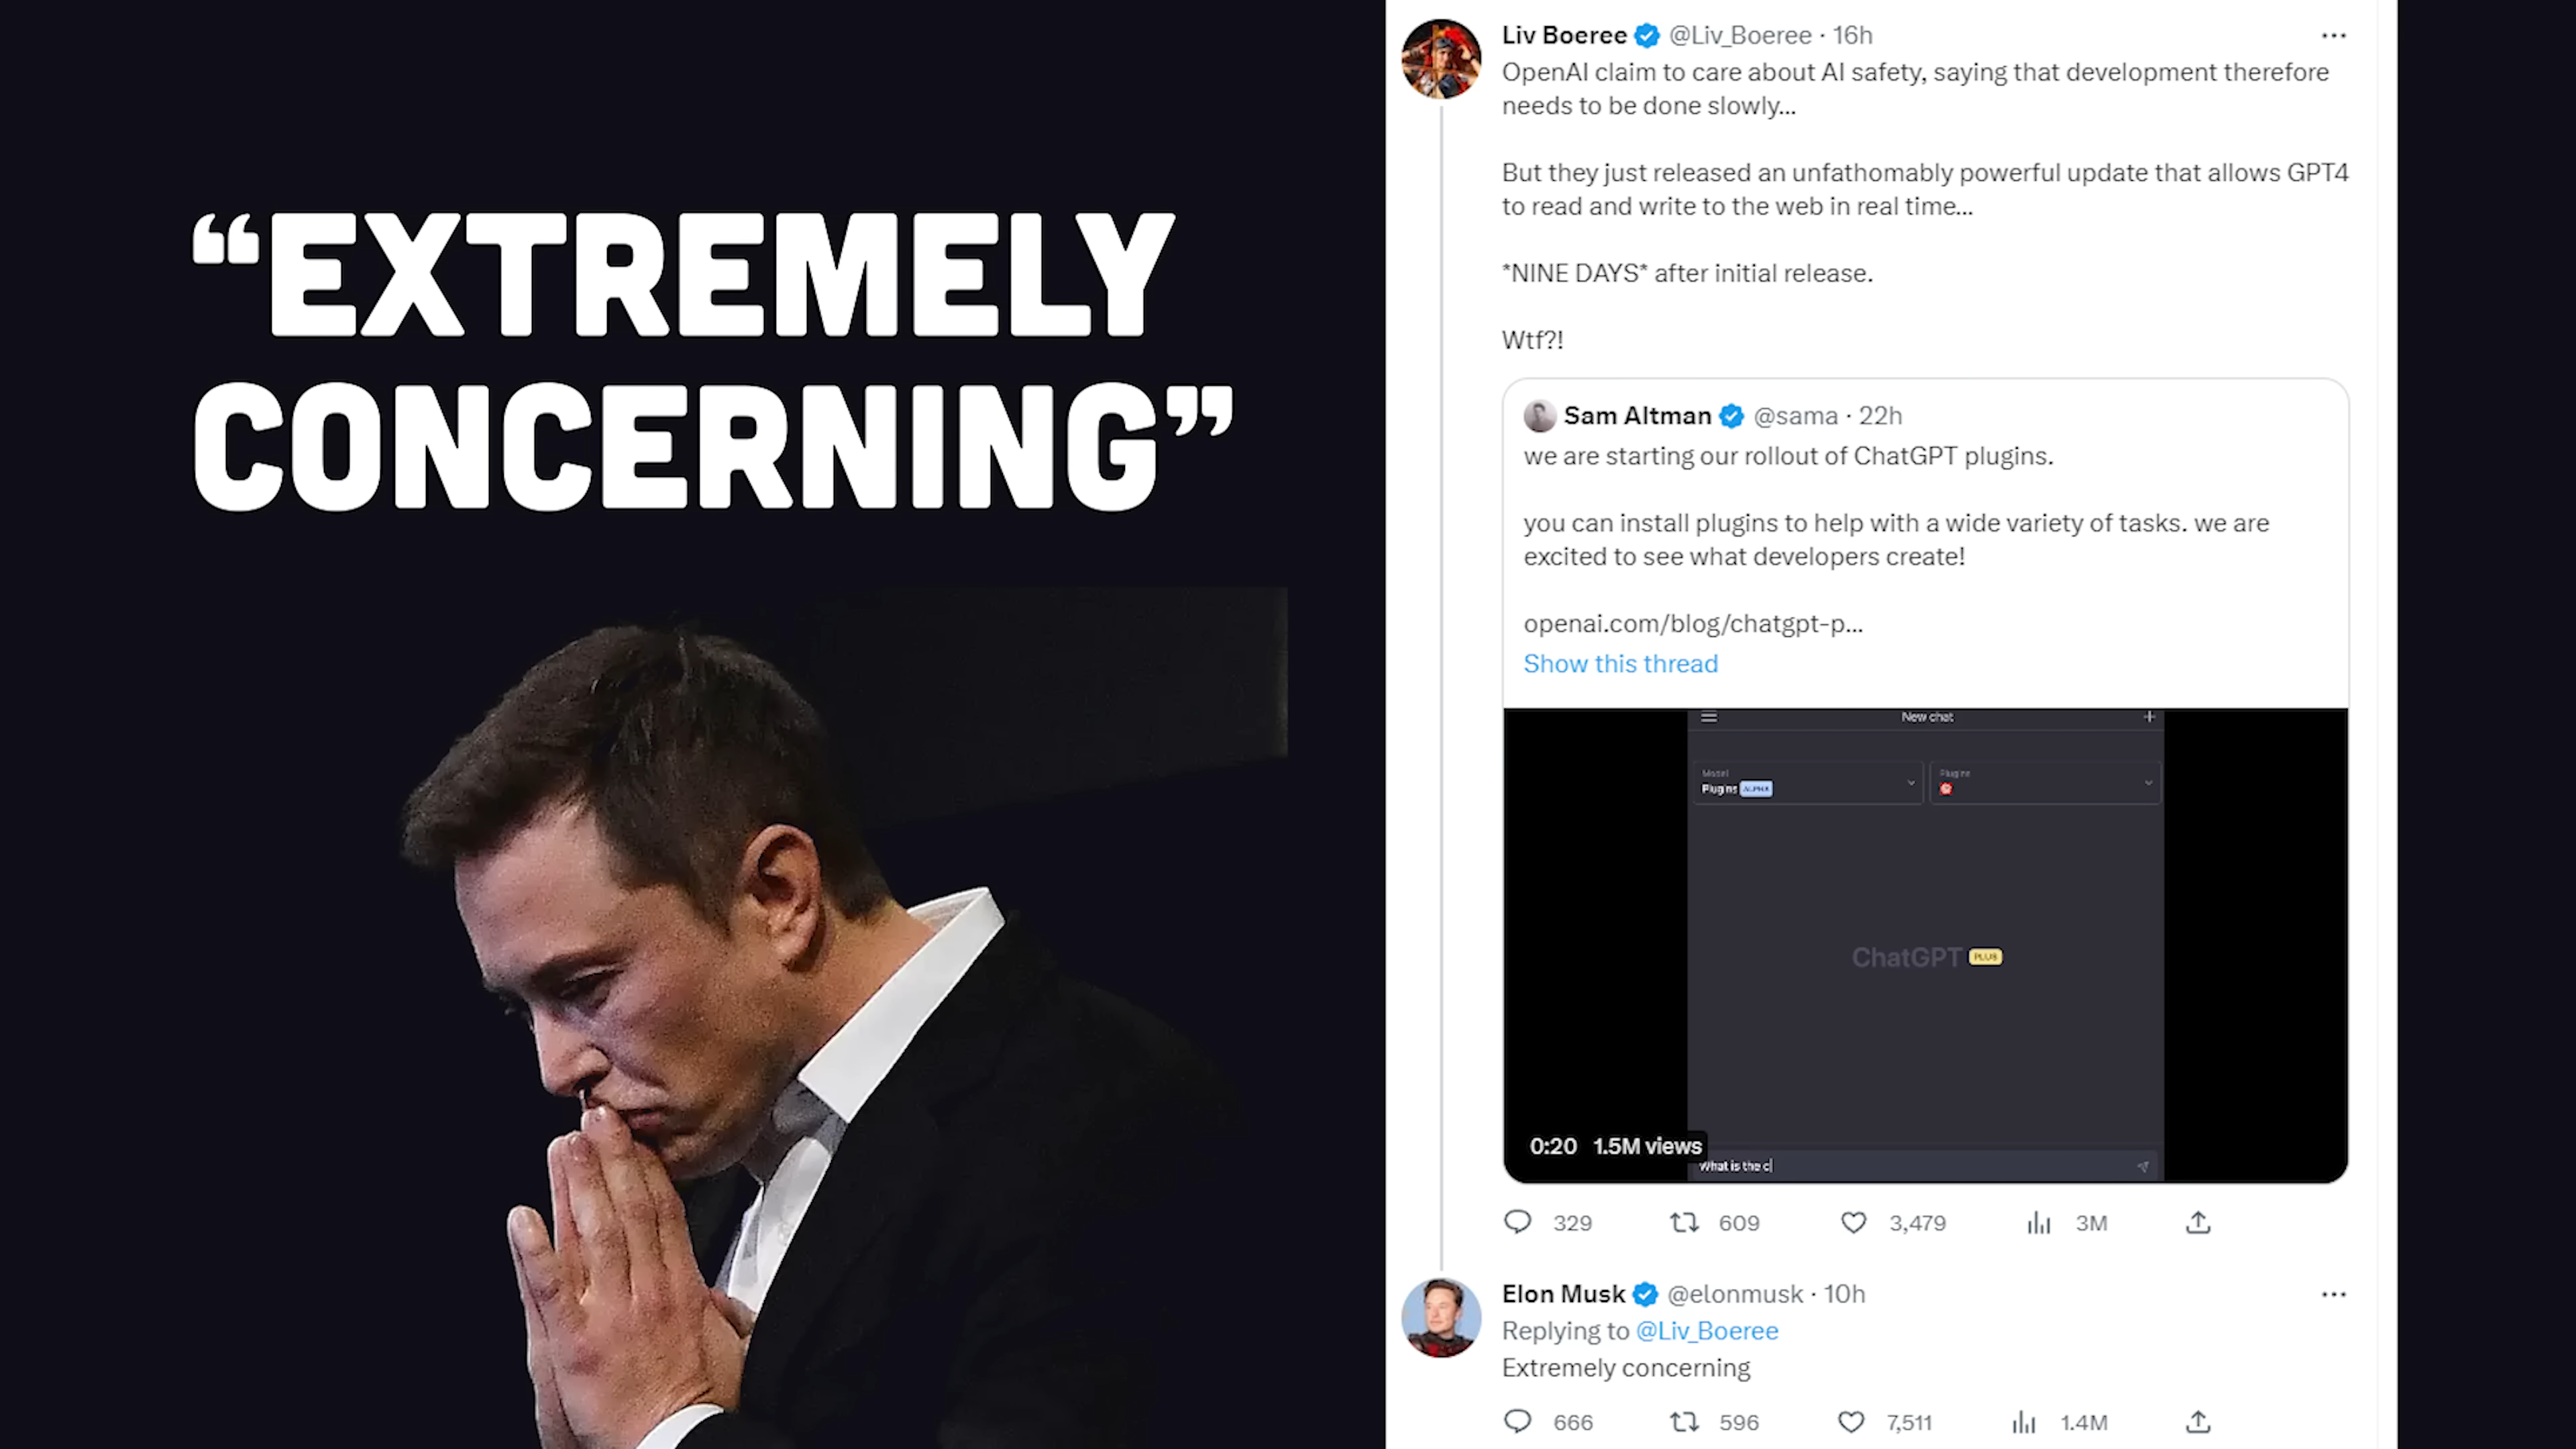 “EXTREMELY
CONCERNING”
Liv Boeree @Liv_Boeree · 16h
OpenAI claim to care about AI safety, saying that development therefore
needs to be done slowly...
But they just released an unfathomably powerful update that allows GPT4
to read and write to the web in real time...
*NINE DAYS* after initial release.
Wtf?!
Sam Altman @sama · 22h
we are starting our rollout of ChatGPT plugins.
you can install plugins to help with a wide variety of tasks. we are
excited to see what developers create!
openai.com/blog/chatgpt-p...
Show this thread
New chat
Model
Plugins ALPHA
Plugins
ChatGPT PLUS
0:20 1.5M views
What is the c
329 609 3,479 3M
Elon Musk @elonmusk · 10h
Replying to @Liv_Boeree
Extremely concerning
666 596 7,511 1.4M